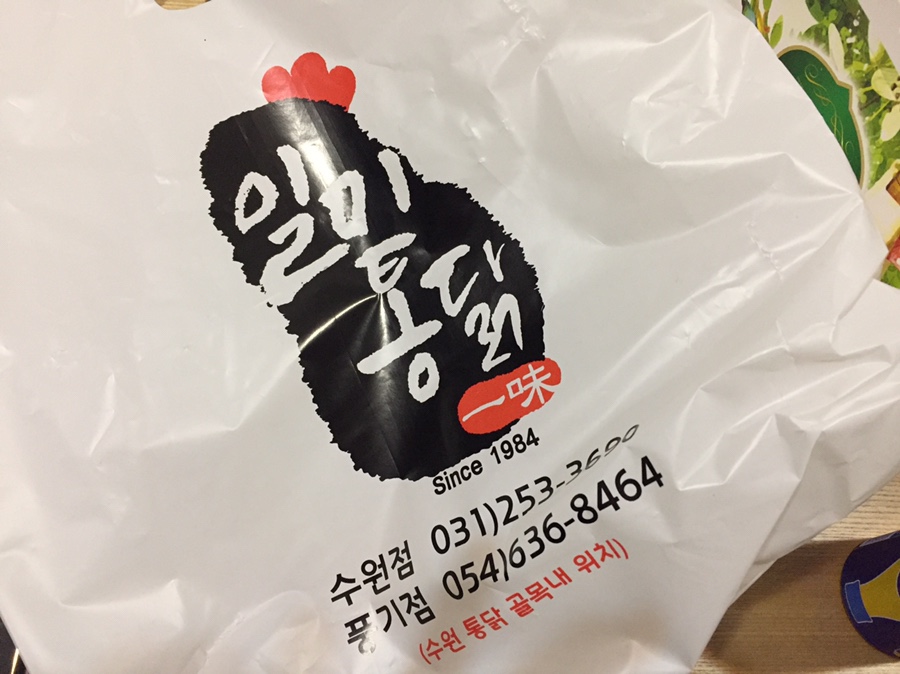 일미
통닭
一味
Since 1984
수원점 031)253-3690
풍기점 054)636-8464
(수원 통닭 골목내 위치)